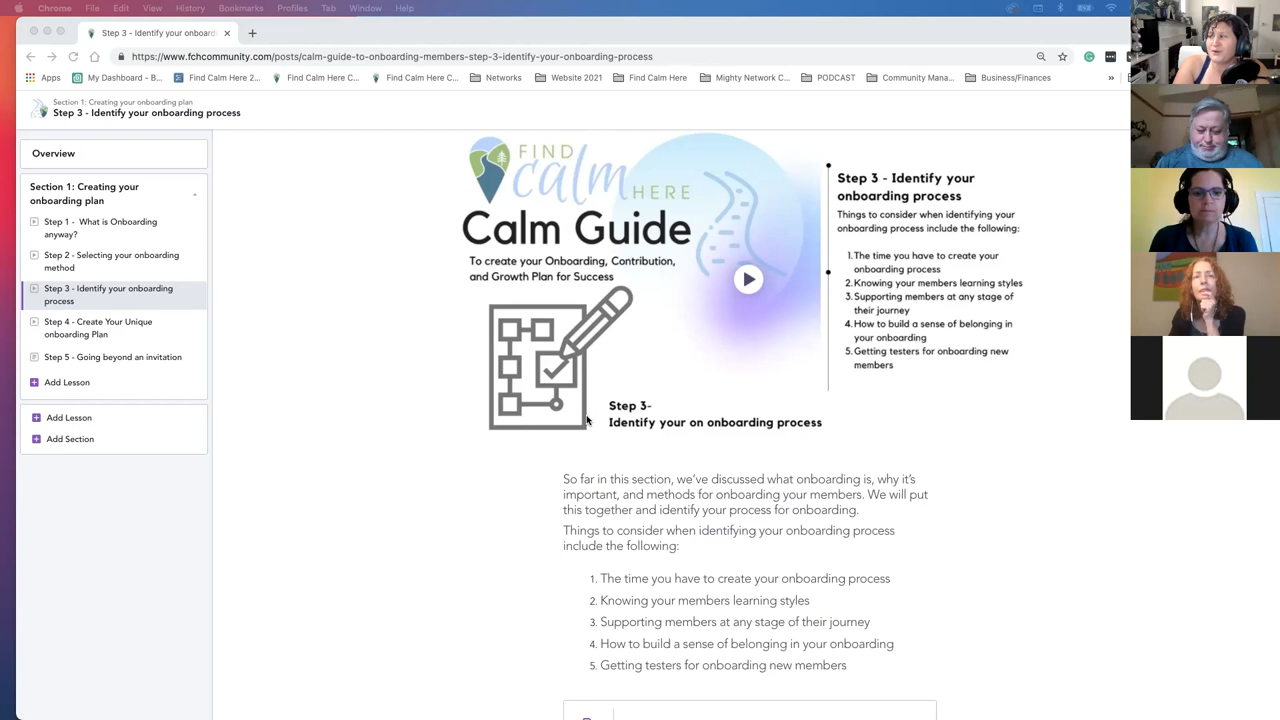 Chrome File Edit View History Bookmarks Profiles Tab Window Help
Step 3 - Identify your onboard
https://www.fchcommunity.com/posts/calm-guide-to-onboarding-members-step-3-identify-your-onboarding-process
Apps My Dashboard - B... Find Calm Here 2... Find Calm Here C... Find Calm Here C... Networks Website 2021 Find Calm Here Mighty Network C... PODCAST Community Mana... Business/Finances »
Section 1: Creating your onboarding plan
Step 3 - Identify your onboarding process
Overview
Section 1: Creating your
onboarding plan
Step 1 - What is Onboarding
anyway?
Step 2 - Selecting your onboarding
method
Step 3 - Identify your onboarding
process
Step 4 - Create Your Unique
onboarding Plan
Step 5 - Going beyond an invitation
Add Lesson
Add Lesson
Add Section
FIND
calm HERE
Calm Guide
To create your Onboarding, Contribution,
and Growth Plan for Success
Step 3-
Identify your on onboarding process
Step 3 - Identify your
onboarding process
Things to consider when identifying your
onboarding process include the following:
1.The time you have to create your
onboarding process
2.Knowing your members learning styles
3.Supporting members at any stage of
their journey
4.How to build a sense of belonging in
your onboarding
5.Getting testers for onboarding new
members
So far in this section, we've discussed what onboarding is, why it's
important, and methods for onboarding your members. We will put
this together and identify your process for onboarding.
Things to consider when identifying your onboarding process
include the following:
1. The time you have to create your onboarding process
2. Knowing your members learning styles
3. Supporting members at any stage of their journey
4. How to build a sense of belonging in your onboarding
5. Getting testers for onboarding new members